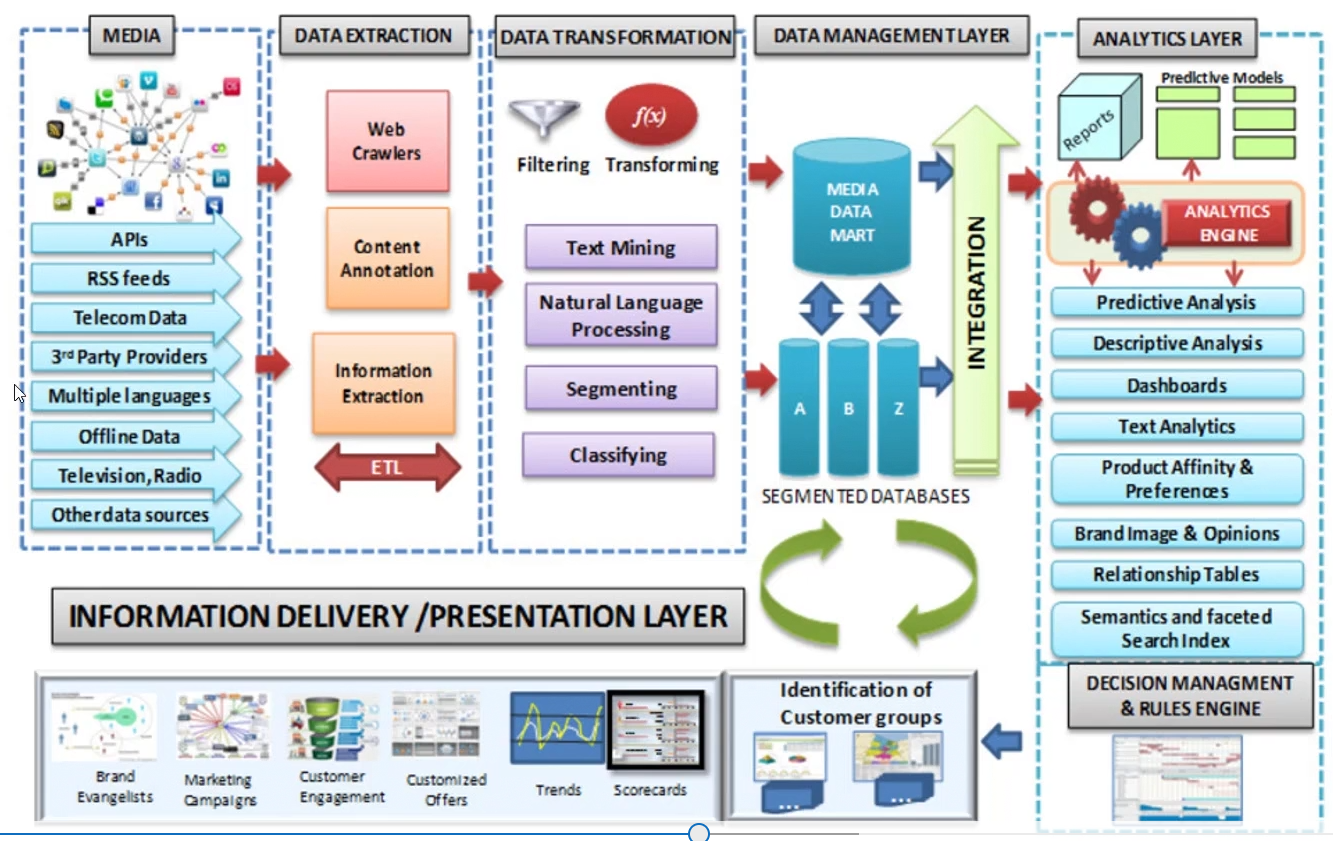 MEDIA
APIs
RSS feeds
Telecom Data
3rd Party Providers
Multiple languages
Offline Data
Television, Radio
Other data sources
DATA EXTRACTION
Web
Crawlers
Content
Annotation
Information
Extraction
ETL
DATA TRANSFORMATION
f(x)
Filtering
Transforming
Text Mining
Natural Language
Processing
Segmenting
Classifying
DATA MANAGEMENT LAYER
MEDIA
DATA
MART
A
B
Z
SEGMENTED DATABASES
INTEGRATION
ANALYTICS LAYER
Reports
Predictive Models
ANALYTICS
ENGINE
Predictive Analysis
Descriptive Analysis
Dashboards
Text Analytics
Product Affinity &
Preferences
Brand Image & Opinions
Relationship Tables
Semantics and faceted
Search Index
DECISION MANAGMENT
& RULES ENGINE
INFORMATION DELIVERY /PRESENTATION LAYER
Brand
Evangelists
Marketing
Campaigns
Customer
Engagement
Customized
Offers
Trends
Scorecards
Identification of
Customer groups